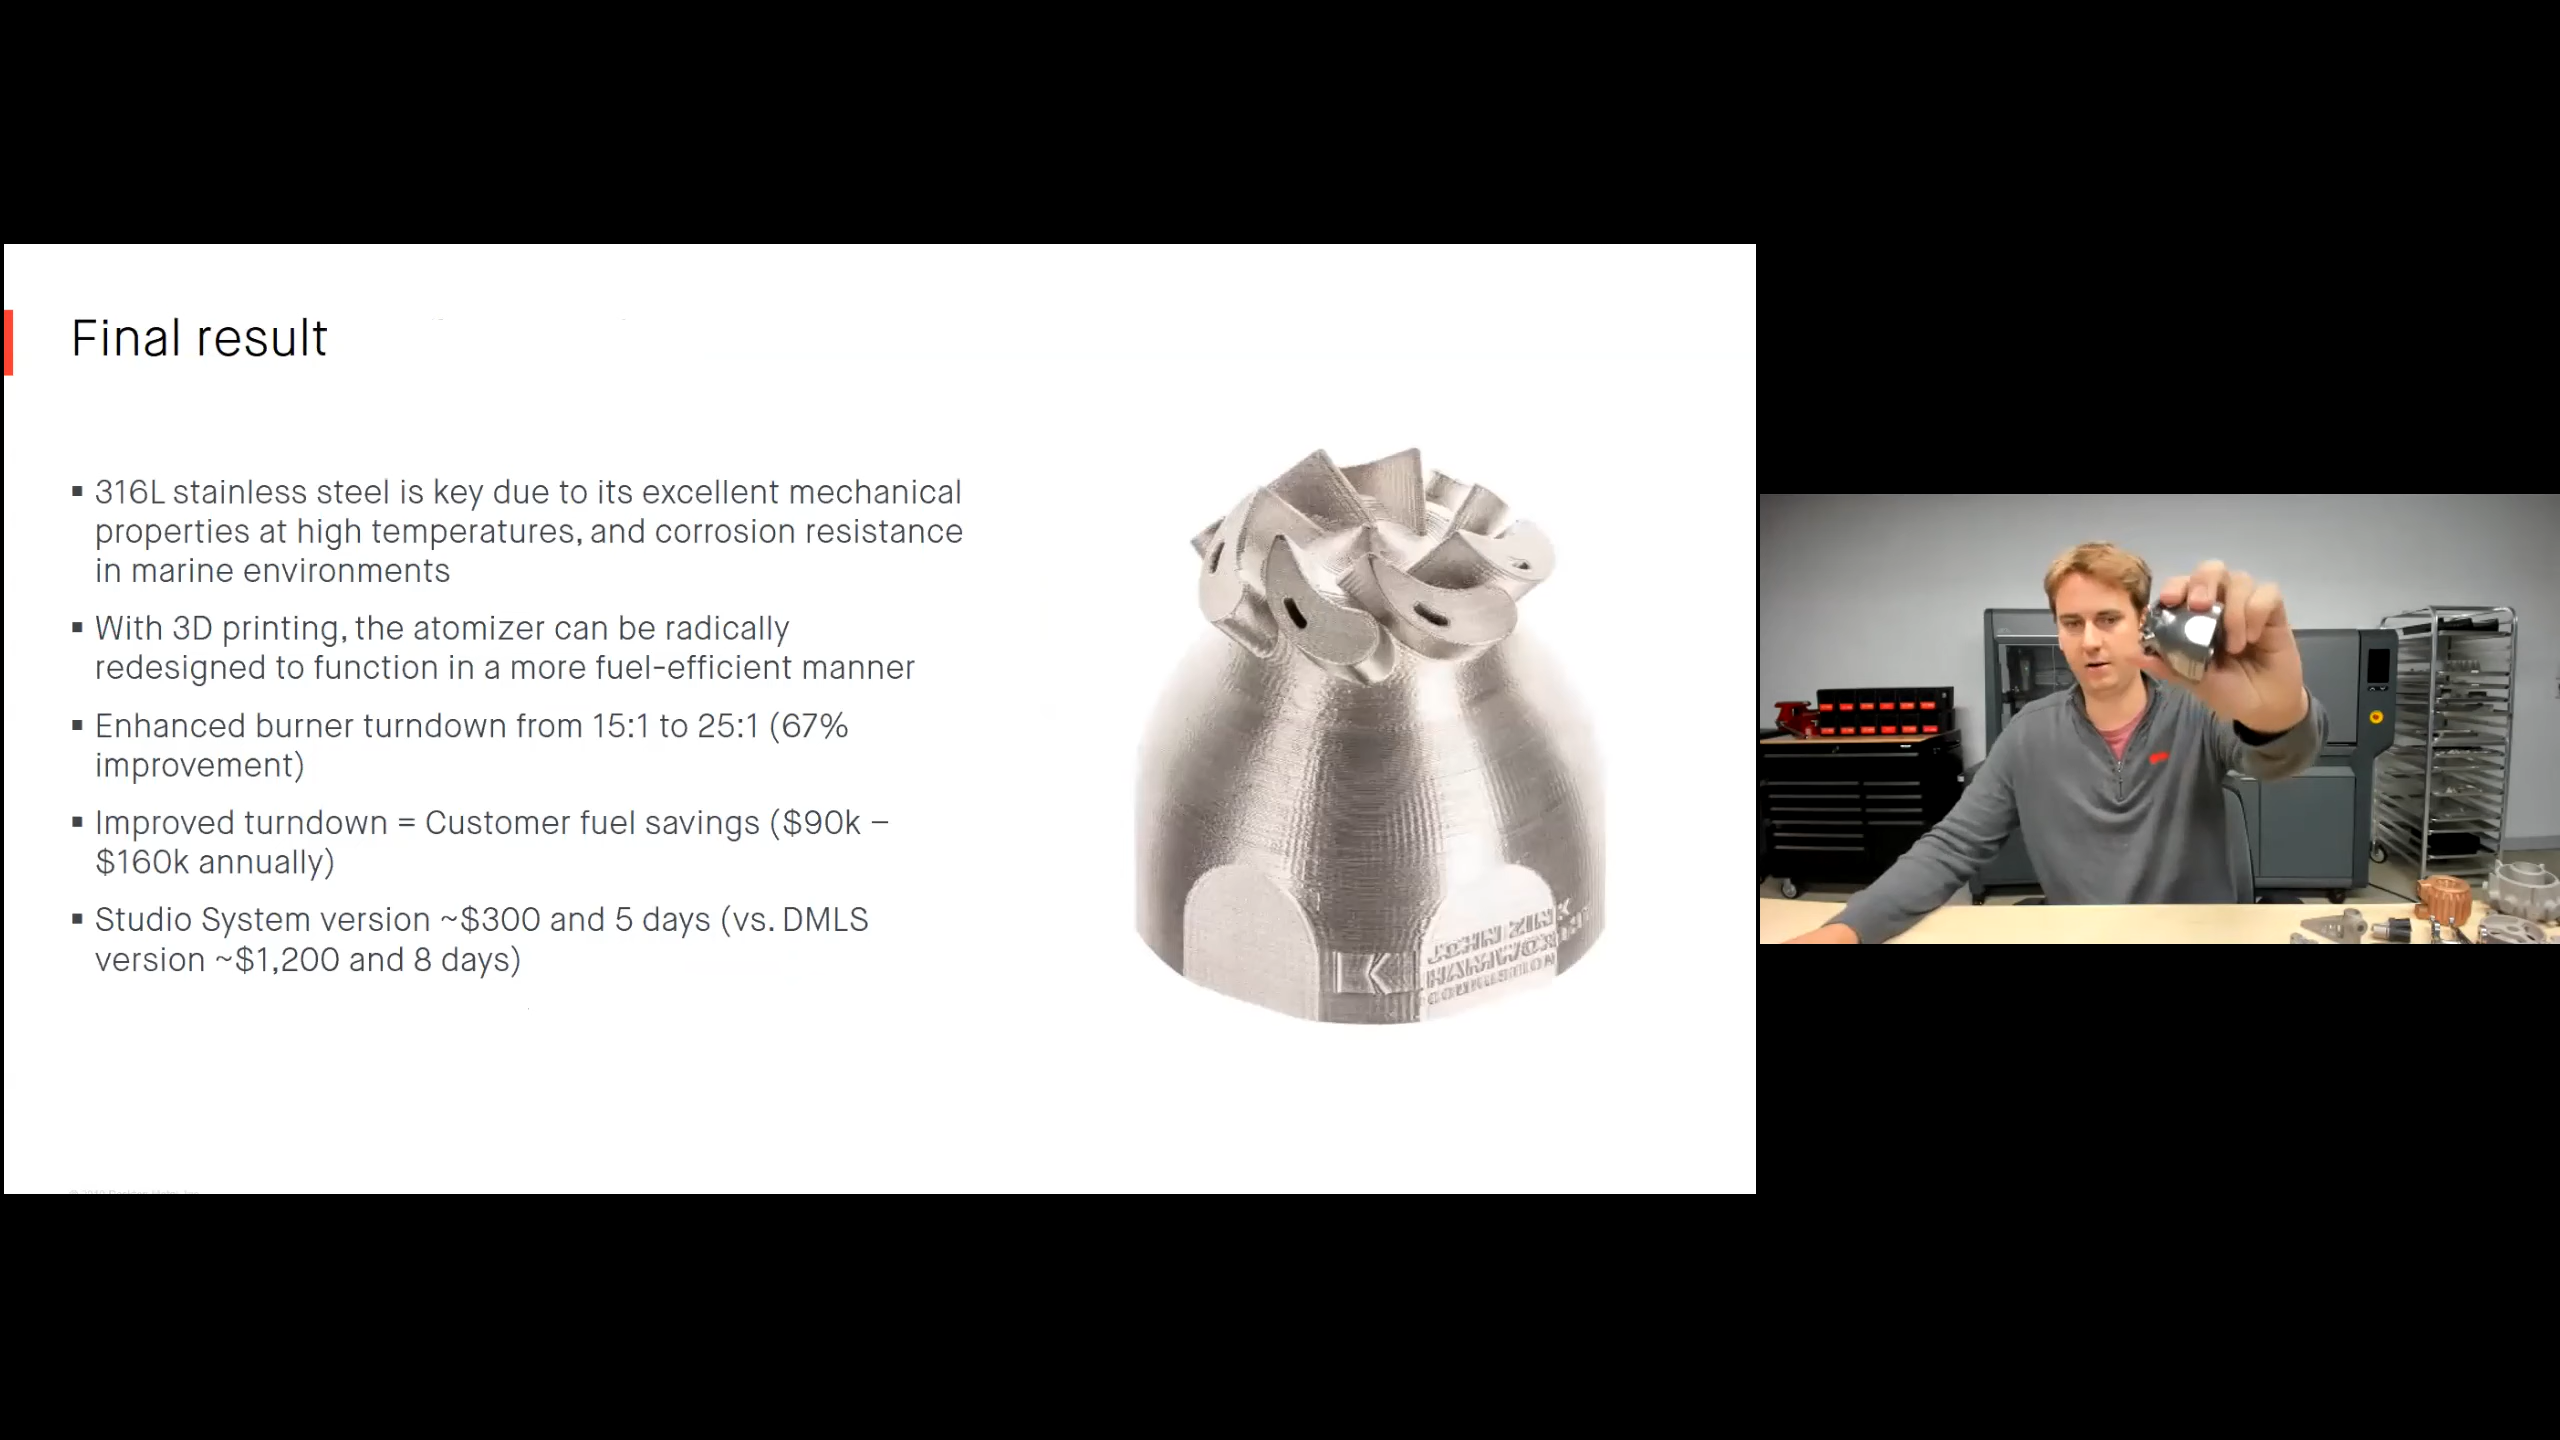 Final result
▪ 316L stainless steel is key due to its excellent mechanical
properties at high temperatures, and corrosion resistance
in marine environments
▪ With 3D printing, the atomizer can be radically
redesigned to function in a more fuel-efficient manner
▪ Enhanced burner turndown from 15:1 to 25:1 (67%
improvement)
▪ Improved turndown = Customer fuel savings ($90k –
$160k annually)
▪ Studio System version ~$300 and 5 days (vs. DMLS
version ~$1,200 and 8 days)
K
JOHN ZINK
HAMWORTHY
COMBUSTION